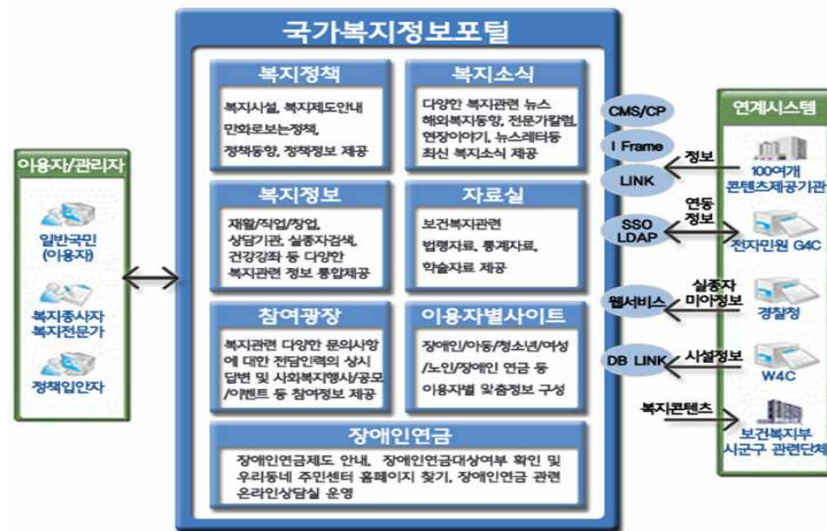 국가복지정보포털
이용자/관리자
일반국민
(이용자)
복지종사자
복지전문가
정책입안자
복지정책
복지시설, 복지제도안내
만화로보는정책,
정책동향, 정책정보 제공
복지소식
다양한 복지관련 뉴스
해외복지동향, 전문가칼럼,
현장이야기, 뉴스레터등
최신 복지소식 제공
복지정보
재활/직업/창업,
상담기관, 실종자검색,
건강강좌 등 다양한
복지관련 정보 통합제공
자료실
보건복지관련
법령자료, 통계자료,
학술자료 제공
참여광장
복지관련 다양한 문의사항
에 대한 전담인력의 상시
답변 및 사회복지행사/공모
/이벤트 등 참여정보 제공
이용자별사이트
장애인/아동/청소년/여성
/노인/장애인 연금 등
이용자별 맞춤정보 구성
장애인연금
장애인연금제도 안내, 장애인연금대상여부 확인 및
우리동네 주민센터 홈페이지 찾기, 장애인연금 관련
온라인상담실 운영
CMS/CP
I Frame
LINK
SSO
LDAP
웹서비스
DB LINK
정보
연동
정보
실종자
미아정보
시설정보
복지콘텐츠
연계시스템
100여개
콘텐츠제공기관
전자민원 G4C
경찰청
W4C
보건복지부
시군구 관련단체